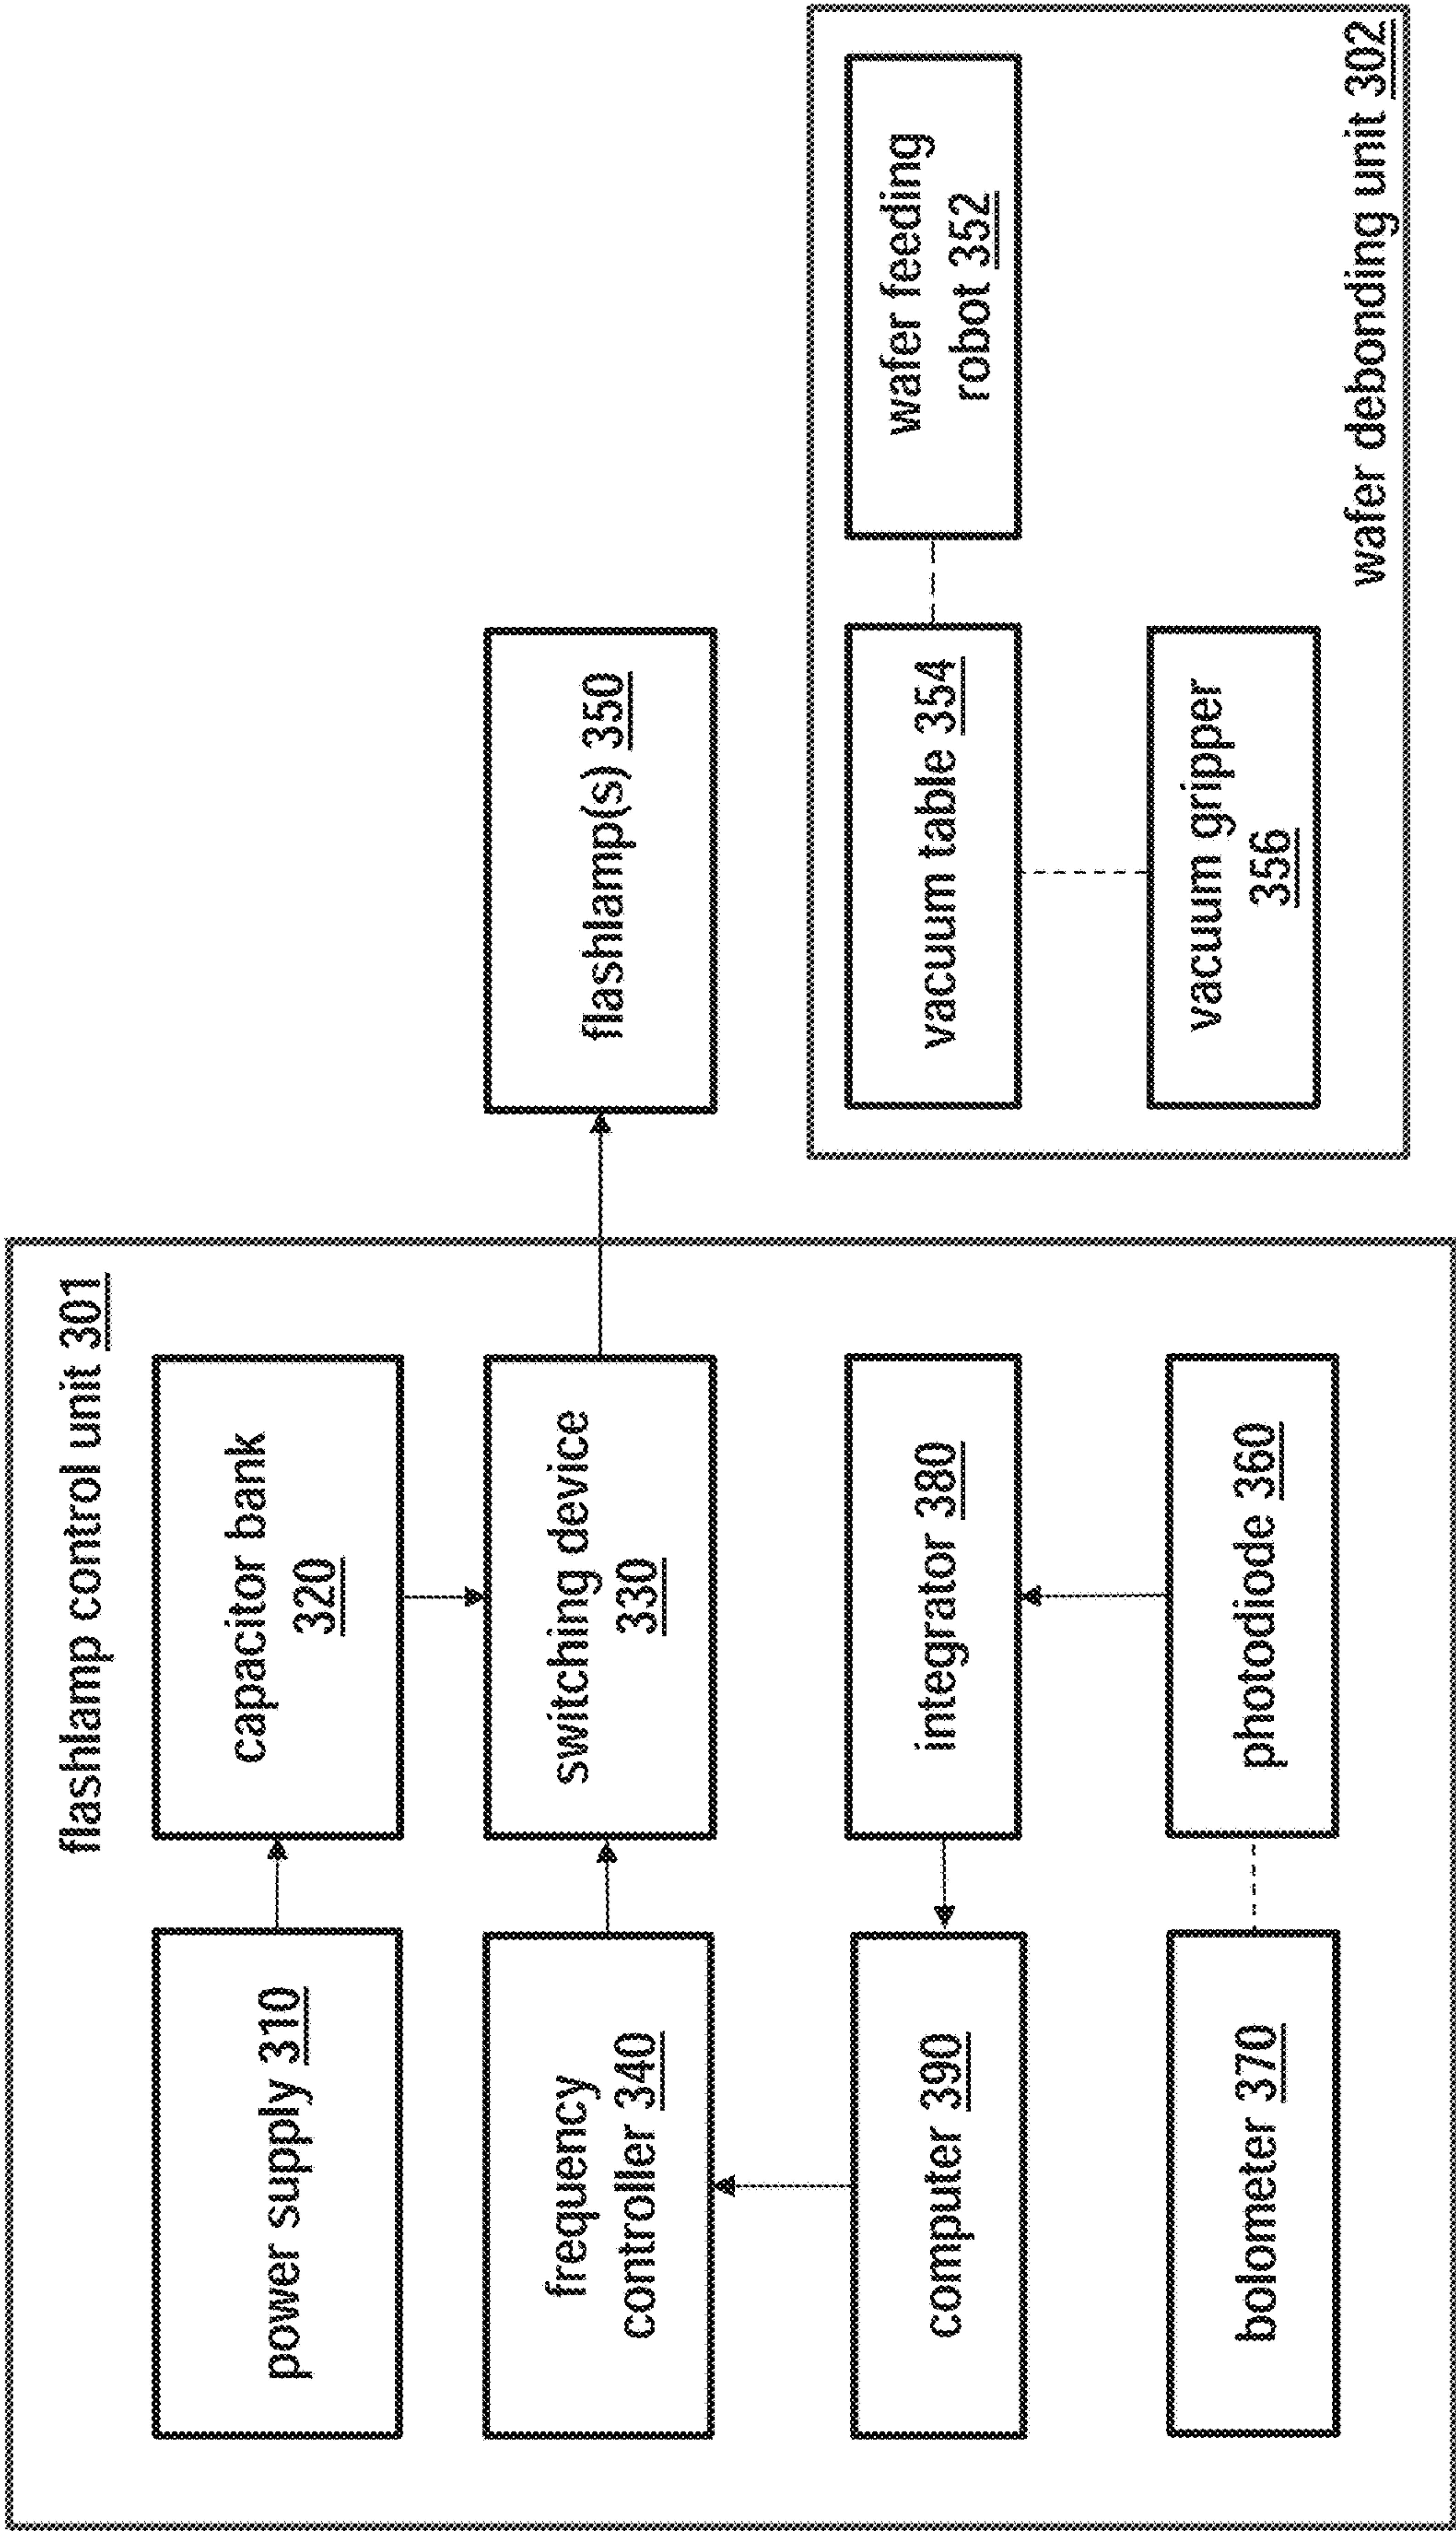 flashlamp control unit 301
power supply 310
capacitor bank
320
frequency
controller 340
switching device
330
flashlamp(s) 350
computer 390
integrator 380
bolometer 370
photodiode 360
vacuum table 354
wafer feeding
robot 352
vacuum gripper
356
wafer debonding unit 302